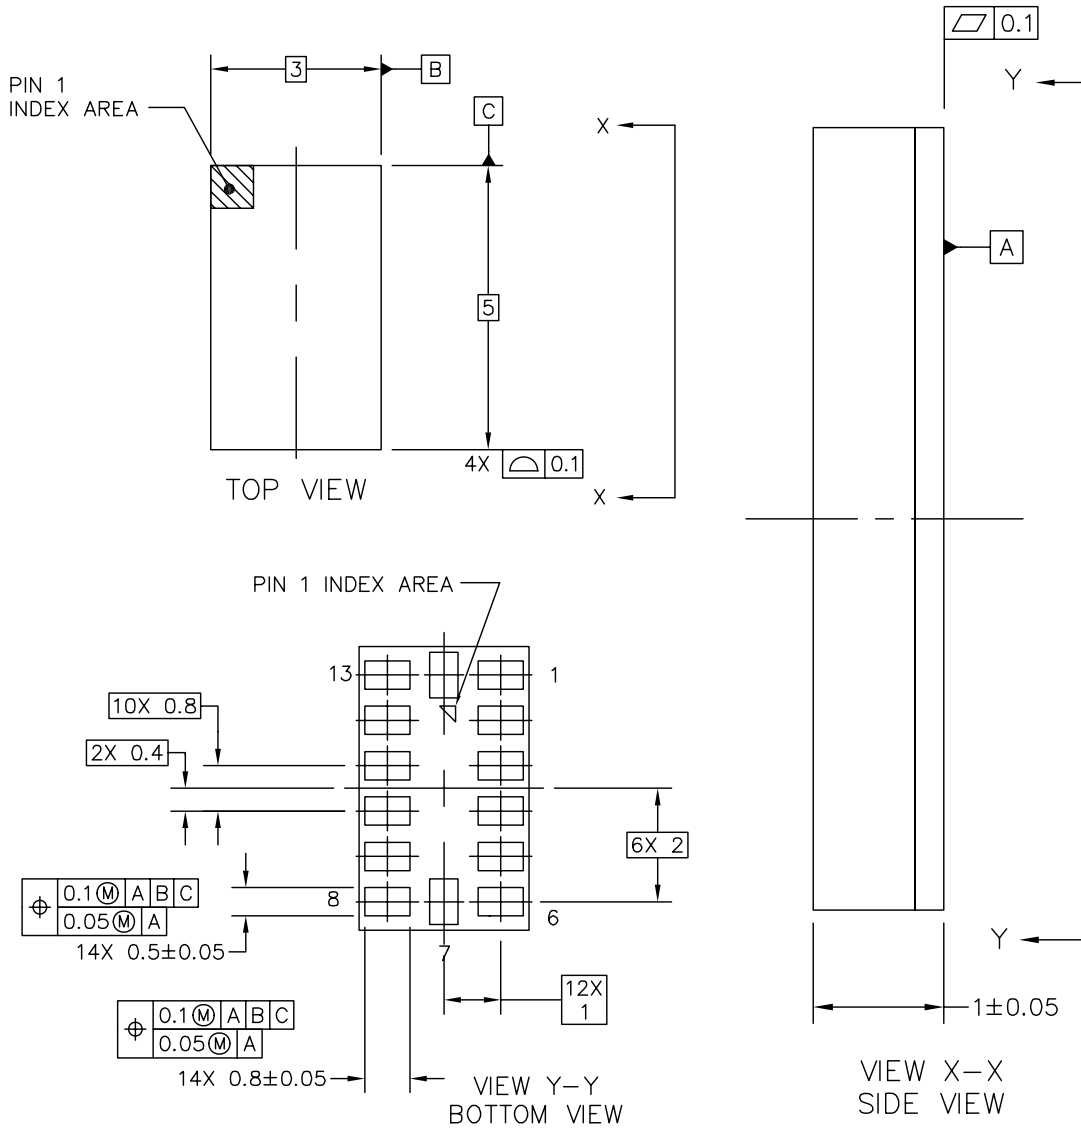 0.1
Y
3
B
PIN 1
INDEX AREA
C
X
A
5
4X 0.1
TOP VIEW
X
PIN 1 INDEX AREA
13
1
10X 0.8
2X 0.4
6X 2
0.1 Ⓜ A B C
0.05 Ⓜ A
8
6
14X 0.5±0.05
7
Y
12X
1
0.1 Ⓜ A B C
0.05 Ⓜ A
1±0.05
14X 0.8±0.05
VIEW Y-Y
BOTTOM VIEW
VIEW X-X
SIDE VIEW